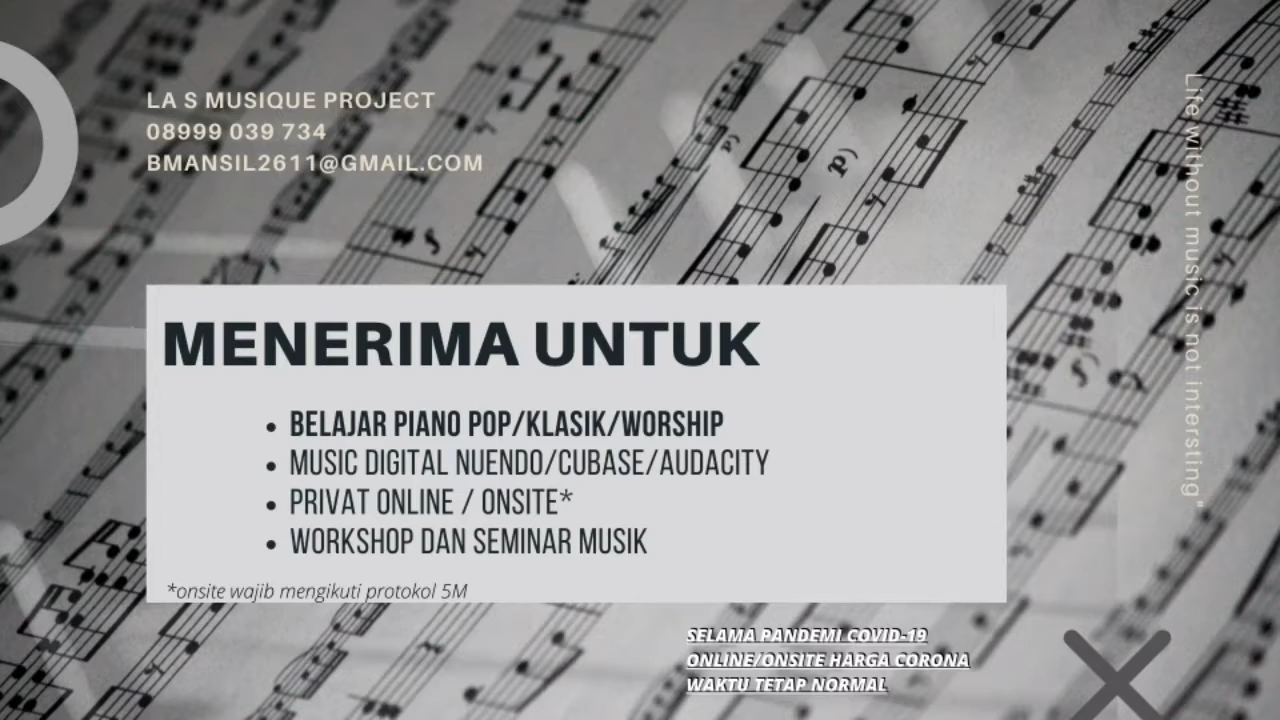 LA S MUSIQUE PROJECT
08999 039 734
BMANSIL2611@GMAIL.COM
Life without music is not intersting"
MENERIMA UNTUK
• BELAJAR PIANO POP/KLASIK/WORSHIP
• MUSIC DIGITAL NUENDO/CUBASE/AUDACITY
• PRIVAT ONLINE / ONSITE*
• WORKSHOP DAN SEMINAR MUSIK
*onsite wajib mengikuti protokol 5M
SELAMA PANDEMI COVID-19
ONLINE/ONSITE HARGA CORONA
WAKTU TETAP NORMAL